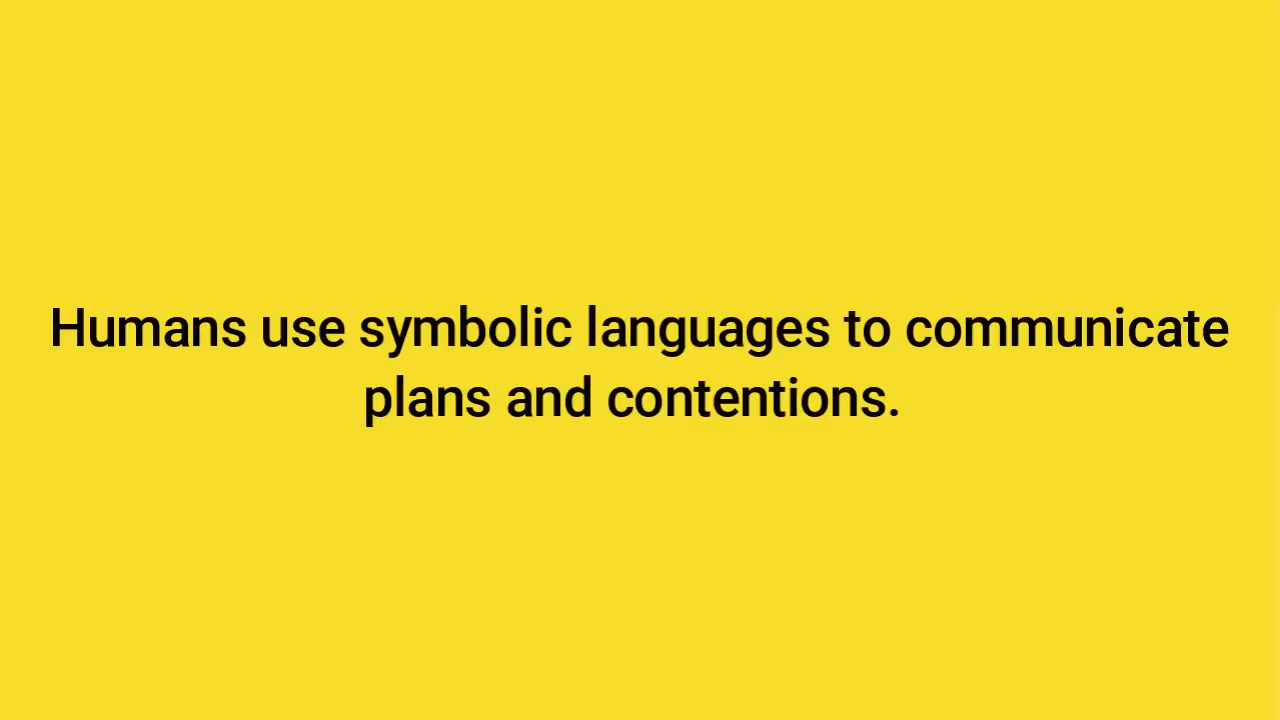 Humans use symbolic languages to communicate
plans and contentions.